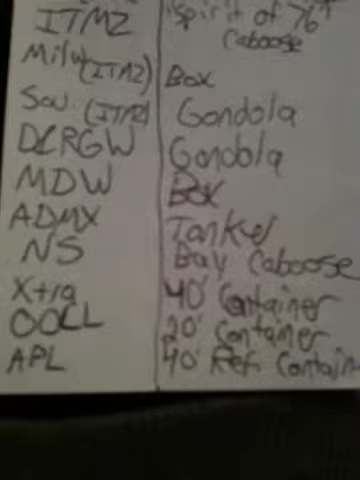 ITMZ "Spirit of 76"
Caboose
Milw (ITMZ) Box
Sou (ITMZ) Gondola
D&RGW Gondola
MDW Box
ADMX Tanker
NS Bay Caboose
Xtra 40' Container
OOCL 20' Container
APL 40' Ref. Contain